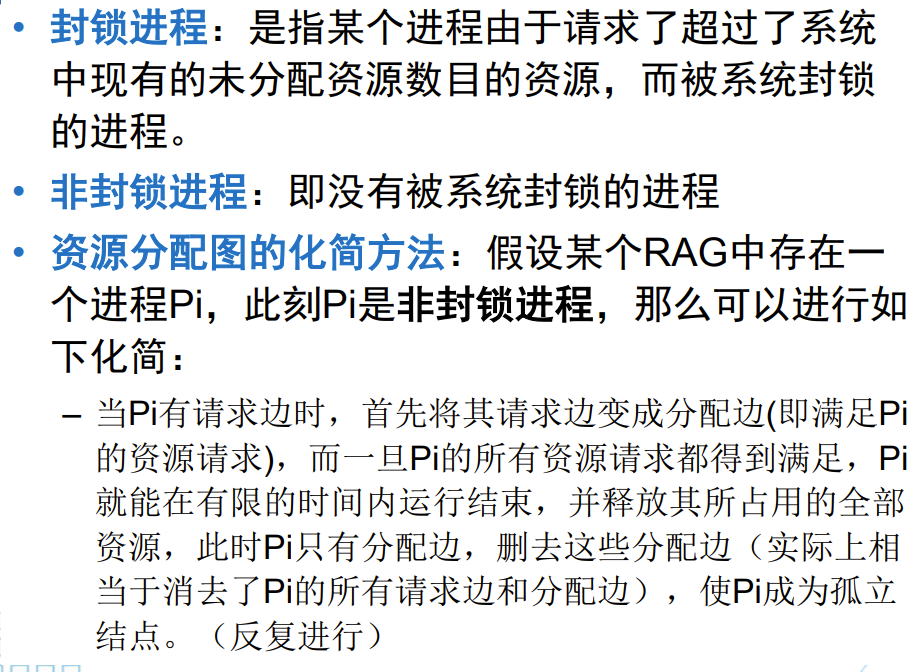 • 封锁进程：是指某个进程由于请求了超过了系统
中现有的未分配资源数目的资源，而被系统封锁
的进程。
• 非封锁进程：即没有被系统封锁的进程
• 资源分配图的化简方法：假设某个RAG中存在一
个进程Pi，此刻Pi是非封锁进程，那么可以进行如
下化简：
– 当Pi有请求边时，首先将其请求边变成分配边(即满足Pi
的资源请求)，而一旦Pi的所有资源请求都得到满足，Pi
就能在有限的时间内运行结束，并释放其所占用的全部
资源，此时Pi只有分配边，删去这些分配边（实际上相
当于消去了Pi的所有请求边和分配边），使Pi成为孤立
结点。（反复进行）